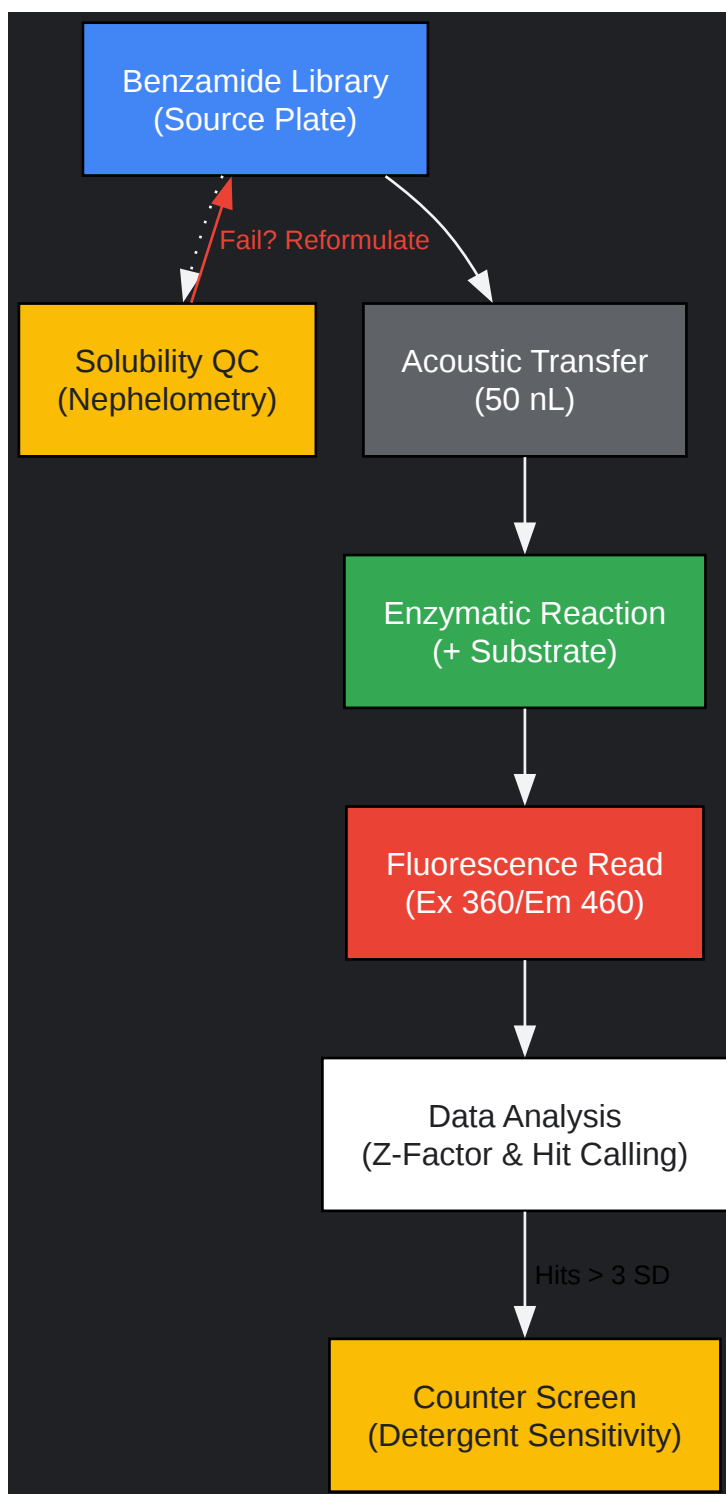 Benzamide Library
(Source Plate)
Fail? Reformulate
Solubility QC
(Nephelometry)
Acoustic Transfer
(50 nL)
Enzymatic Reaction
(+ Substrate)
Fluorescence Read
(Ex 360/Em 460)
Data Analysis
(Z-Factor & Hit Calling)
Hits > 3 SD
Counter Screen
(Detergent Sensitivity)